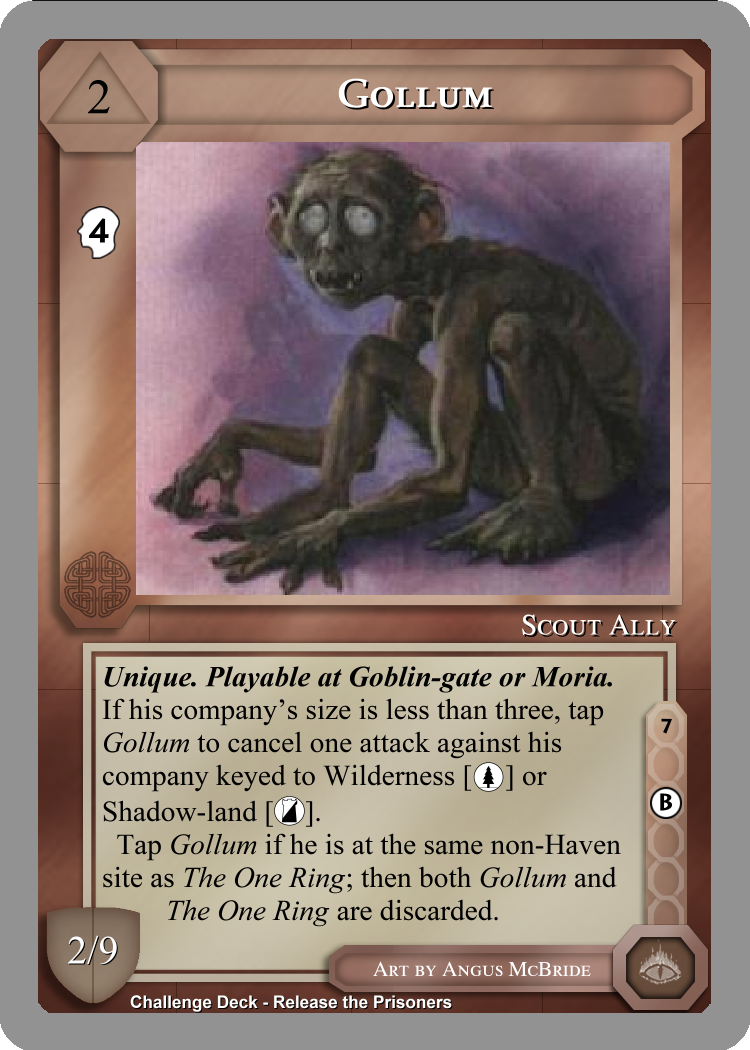 2
Gollum
4
Scout Ally
Unique. Playable at Goblin-gate or Moria.
If his company’s size is less than three, tap
Gollum to cancel one attack against his
company keyed to Wilderness [ ] or
Shadow-land [ ].
Tap Gollum if he is at the same non-Haven
site as The One Ring; then both Gollum and
The One Ring are discarded.
7
B
2/9
Art by Angus McBride
Challenge Deck - Release the Prisoners